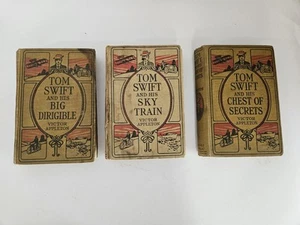 TOM
SWIFT
AND HIS
BIG
DIRIGIBLE
VICTOR
APPLETON
TOM
SWIFT
AND HIS
SKY
TRAIN
VICTOR
APPLETON
TOM
SWIFT
AND HIS
CHEST OF
SECRETS
VICTOR
APPLETON